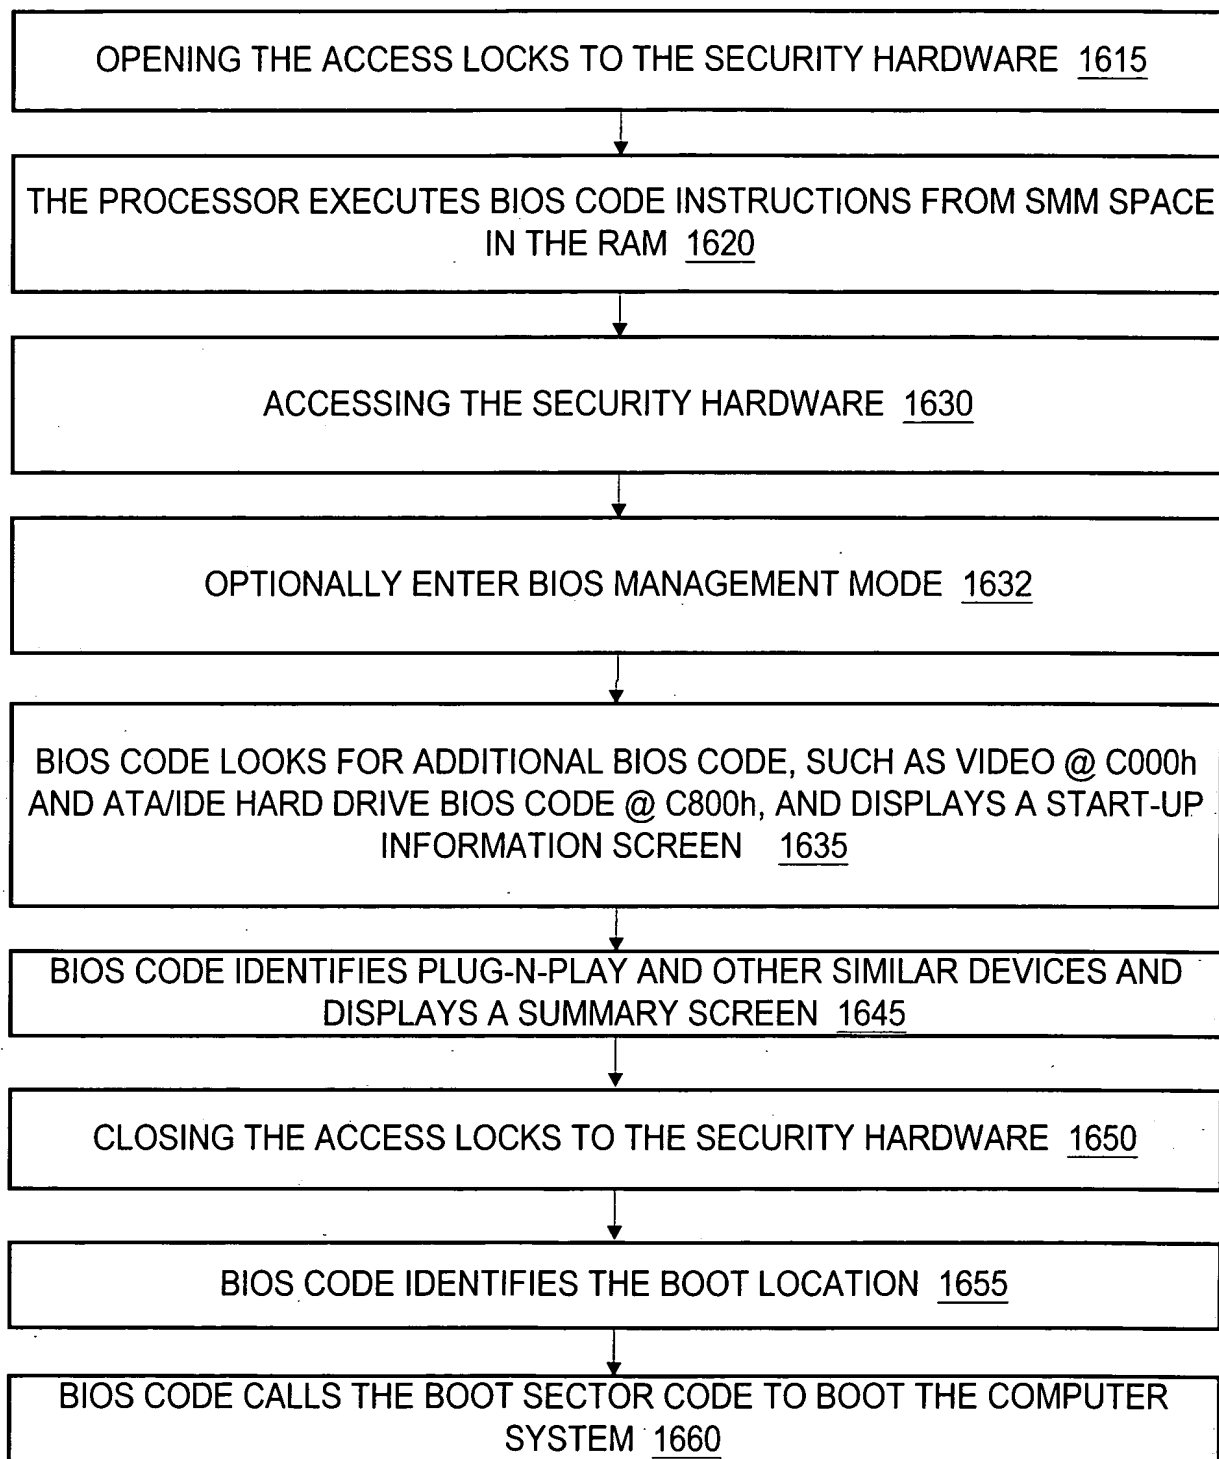 OPENING THE ACCESS LOCKS TO THE SECURITY HARDWARE 1615
THE PROCESSOR EXECUTES BIOS CODE INSTRUCTIONS FROM SMM SPACE
IN THE RAM 1620
ACCESSING THE SECURITY HARDWARE 1630
OPTIONALLY ENTER BIOS MANAGEMENT MODE 1632
BIOS CODE LOOKS FOR ADDITIONAL BIOS CODE, SUCH AS VIDEO @ C000h
AND ATA/IDE HARD DRIVE BIOS CODE @ C800h, AND DISPLAYS A START-UP
INFORMATION SCREEN 1635
BIOS CODE IDENTIFIES PLUG-N-PLAY AND OTHER SIMILAR DEVICES AND
DISPLAYS A SUMMARY SCREEN 1645
CLOSING THE ACCESS LOCKS TO THE SECURITY HARDWARE 1650
BIOS CODE IDENTIFIES THE BOOT LOCATION 1655
BIOS CODE CALLS THE BOOT SECTOR CODE TO BOOT THE COMPUTER
SYSTEM 1660